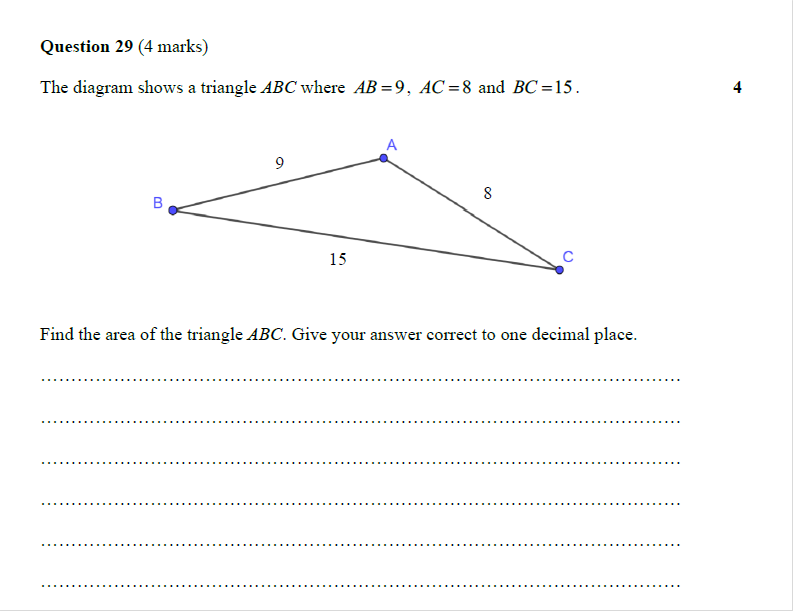 Question 29 (4 marks)
The diagram shows a triangle ABC where AB = 9, AC = 8 and BC = 15. 4
A
9
8
B
C
15
Find the area of the triangle ABC. Give your answer correct to one decimal place.